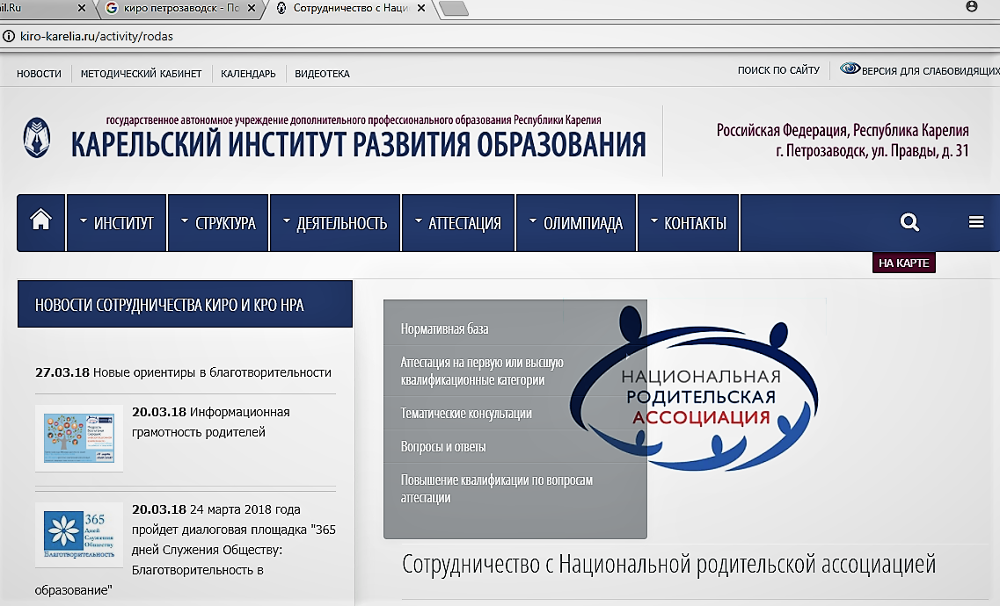 il.Ru
киро петрозаводск - По
Сотрудничество с Наци
kiro-karelia.ru/activity/rodas
НОВОСТИ
МЕТОДИЧЕСКИЙ КАБИНЕТ
КАЛЕНДАРЬ
ВИДЕОТЕКА
ПОИСК ПО САЙТУ
ВЕРСИЯ ДЛЯ СЛАБОВИДЯЩИХ
государственное автономное учреждение дополнительного профессионального образования Республики Карелия
КАРЕЛЬСКИЙ ИНСТИТУТ РАЗВИТИЯ ОБРАЗОВАНИЯ
Российская Федерация, Республика Карелия
г. Петрозаводск, ул. Правды, д. 31
ИНСТИТУТ
СТРУКТУРА
ДЕЯТЕЛЬНОСТЬ
АТТЕСТАЦИЯ
ОЛИМПИАДА
КОНТАКТЫ
НА КАРТЕ
НОВОСТИ СОТРУДНИЧЕСТВА КИРО И КРО НРА
27.03.18 Новые ориентиры в благотворительности
20.03.18 Информационная
грамотность родителей
365
Дней
Служения
Обществу
Благотворительность
20.03.18 24 марта 2018 года
пройдет диалоговая площадка "365
дней Служения Обществу:
Благотворительность в
образование"
Нормативная база
Аттестация на первую или высшую
квалификационные категории
Тематические консультации
Вопросы и ответы
Повышение квалификации по вопросам
аттестации
НАЦИОНАЛЬНАЯ
РОДИТЕЛЬСКАЯ
АССОЦИАЦИЯ
Сотрудничество с Национальной родительской ассоциацией